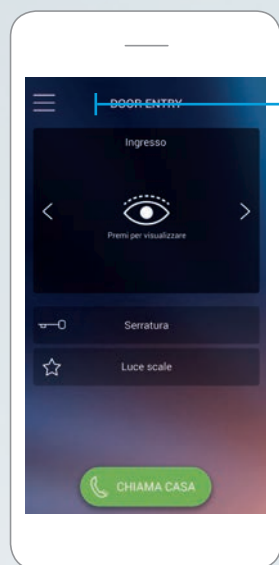 DOOR ENTRY
Ingresso
Premi per visualizzare
Serratura
Luce scale
CHIAMA CASA